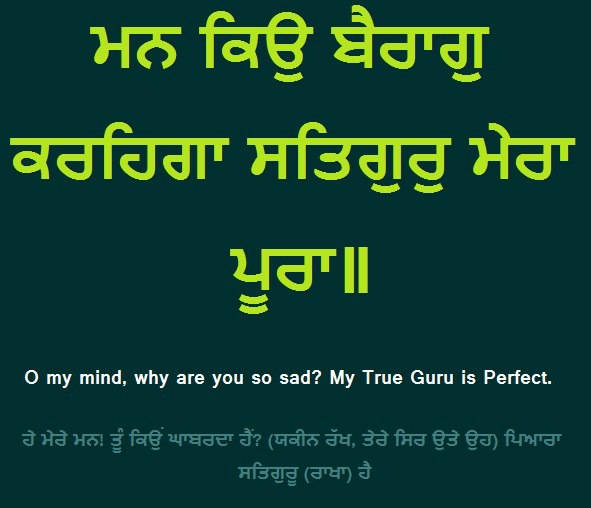 ਮਨ ਕਿਉ ਬੈਰਾਗੁ
ਕਰਹਿਗਾ ਸਤਿਗੁਰੁ ਮੇਰਾ
ਪੂਰਾ॥
O my mind, why are you so sad? My True Guru is Perfect.
ਹੇ ਮੇਰੇ ਮਨ! ਤੂੰ ਕਿਉਂ ਘਾਬਰਦਾ ਹੈਂ? (ਯਕੀਨ ਰੱਖ, ਤੇਰੇ ਸਿਰ ਉਤੇ ਉਹ) ਪਿਆਰਾ
ਸਤਿਗੁਰੂ (ਰਾਖਾ) ਹੈ